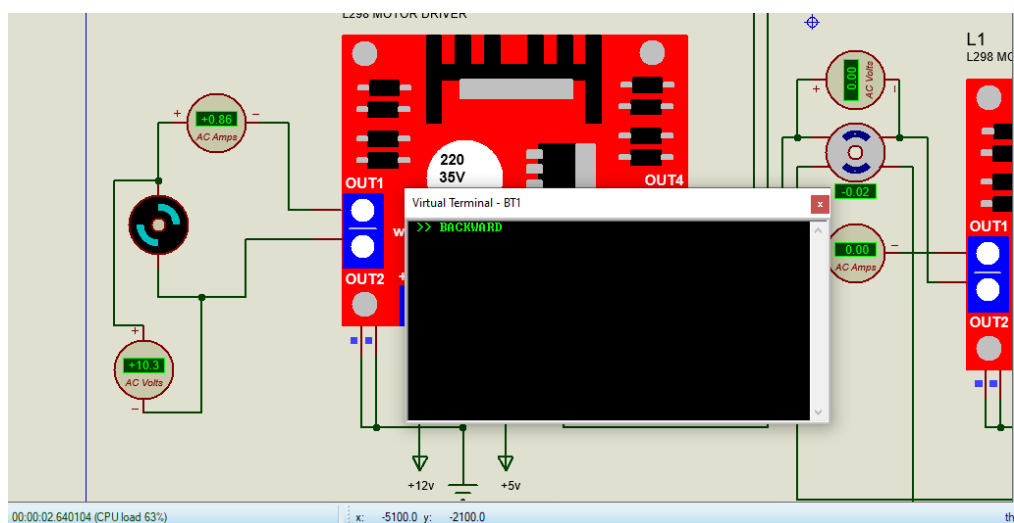 L298 MOTOR DRIVER
L1
L298 MO
+
+0.86
−
AC Amps
220
35V
OUT1
OUT4
w
OUT2
+
+
+10.3
AC Volts
−
+12v
+5v
Virtual Terminal - BT1
x
>> BACKWARD
0.00
AC Volts
+
−
-0.02
0.00
−
AC Amps
OUT1
OUT2
00:00:02.640104 (CPU load 63%)
x: -5100.0 y: -2100.0
th